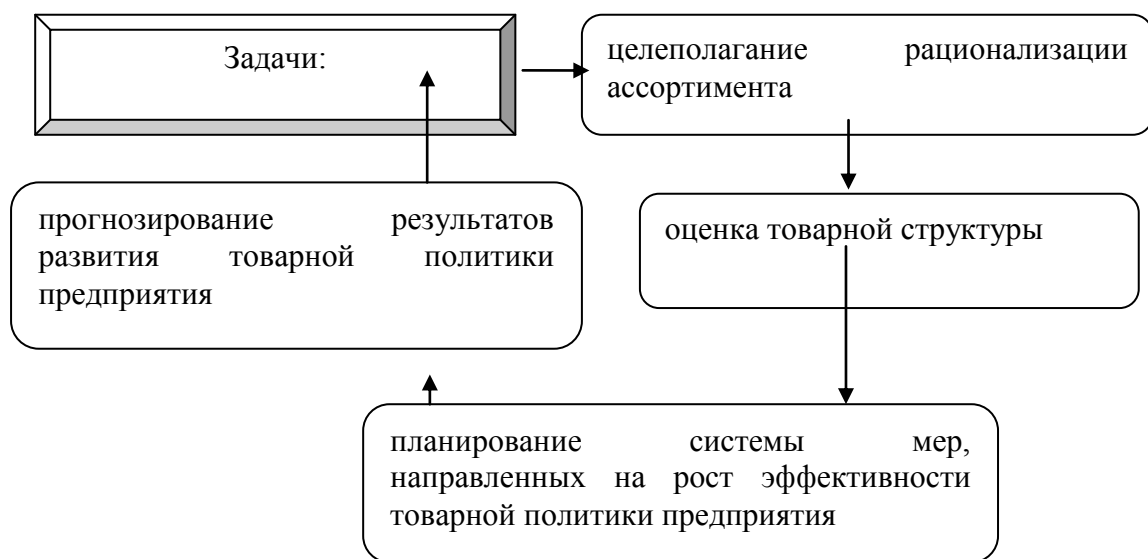 Задачи:
целеполагание рационализации
ассортимента
прогнозирование результатов
развития товарной политики
предприятия
оценка товарной структуры
планирование системы мер,
направленных на рост эффективности
товарной политики предприятия